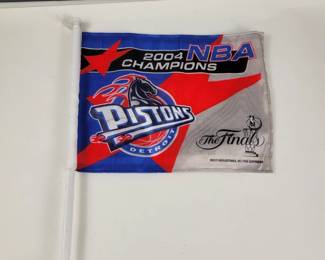 2004 NBA
CHAMPIONS
PISTONS
DETROIT
The Finals